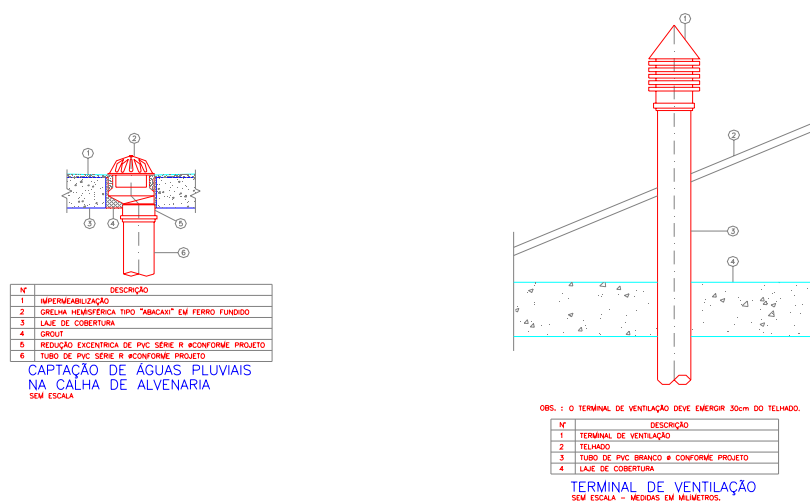 1
2
3
4
5
6
Nº DESCRIÇÃO
1 IMPERMEABILIZAÇÃO
2 GRELHA HEMISFÉRICA TIPO "ABACAXI" EM FERRO FUNDIDO
3 LAJE DE COBERTURA
4 GROUT
5 REDUÇÃO EXCENTRICA DE PVC SÉRIE R øCONFORME PROJETO
6 TUBO DE PVC SÉRIE R øCONFORME PROJETO
CAPTAÇÃO DE ÁGUAS PLUVIAIS
NA CALHA DE ALVENARIA
SEM ESCALA
1
2
3
4
OBS. : O TERMINAL DE VENTILAÇÃO DEVE EMERGIR 30cm DO TELHADO.
Nº DESCRIÇÃO
1 TERMINAL DE VENTILAÇÃO
2 TELHADO
3 TUBO DE PVC BRANCO ø CONFORME PROJETO
4 LAJE DE COBERTURA
TERMINAL DE VENTILAÇÃO
SEM ESCALA - MEDIDAS EM MILÍMETROS.